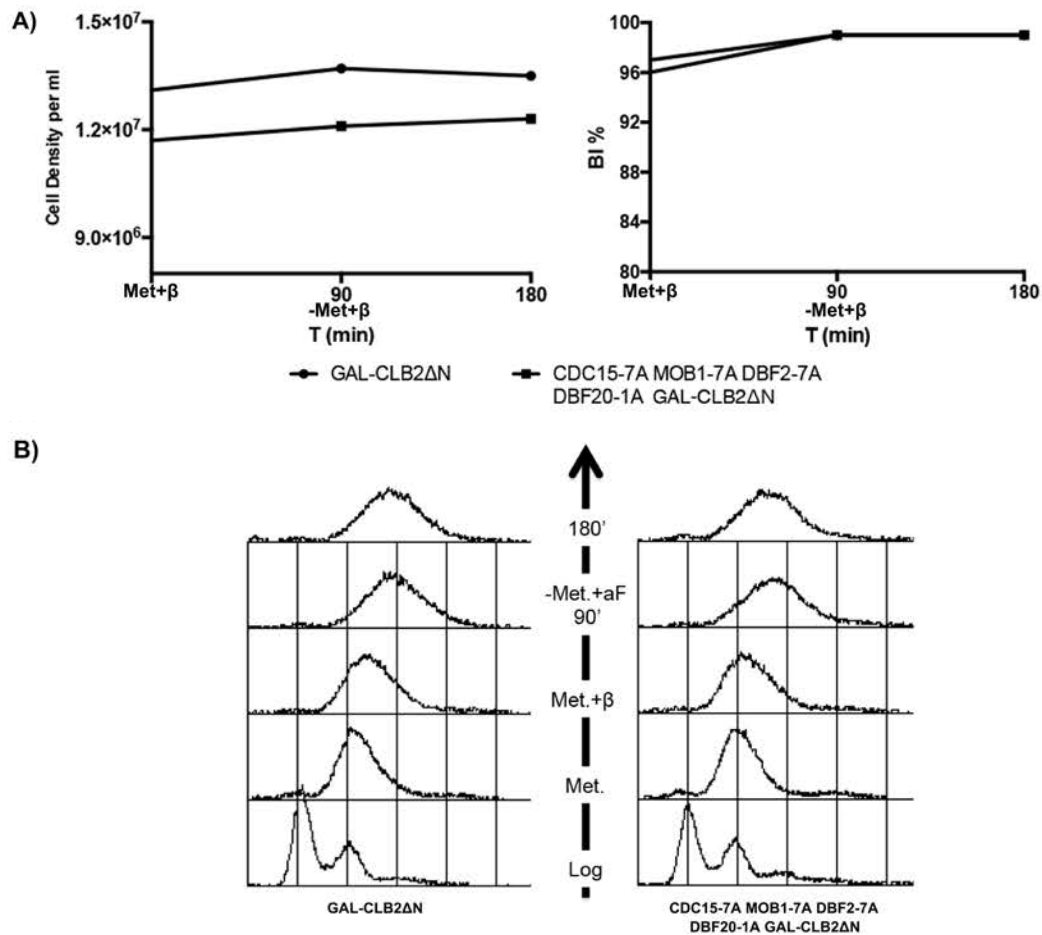 A)
1.5×10⁷
1.2×10⁷
9.0×10⁶
Cell Density per ml
Met+β
90
-Met+β
180
T (min)
100
96
92
88
84
80
BI %
Met+β
90
-Met+β
180
T (min)
GAL-CLB2ΔN
CDC15-7A MOB1-7A DBF2-7A
DBF20-1A GAL-CLB2ΔN
B)
180'
-Met.+aF
90'
Met.+β
Met.
Log
GAL-CLB2ΔN
CDC15-7A MOB1-7A DBF2-7A
DBF20-1A GAL-CLB2ΔN